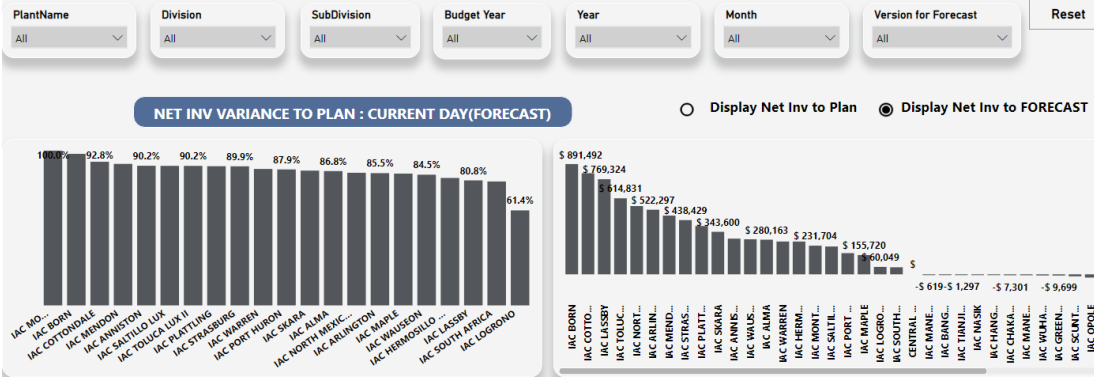 PlantName Division SubDivision Budget Year Year Month Version for Forecast Reset
All All All All All All All
NET INV VARIANCE TO PLAN : CURRENT DAY(FORECAST) Display Net Inv to Plan Display Net Inv to FORECAST
100.0% 92.8% 90.2% 90.2% 89.9% 87.9% 86.8% 85.5% 84.5% 80.8% 61.4%
IAC MO... IAC BORN IAC COTTONDALE IAC MENDON IAC ANNISTON IAC SALTILLO LUX IAC TOLUCA LUX II IAC PLATTLING IAC STRASBURG IAC WARREN IAC PORT HURON IAC SKARA IAC ALMA IAC NORTH MEXIC... IAC ARLINGTON IAC MAPLE IAC WAUSEON IAC HERMOSILLO ... IAC LASSBY IAC SOUTH AFRICA IAC LOGRONO
$ 891,492 $ 769,324 $ 614,831 $ 522,297 $ 438,429 $ 343,600 $ 280,163 $ 231,704 $ 155,720 $ 60,049 $ -$ 619 -$ 1,297 -$ 7,301 -$ 9,699
IAC BORN IAC COTTO... IAC LASSBY IAC TOLUC... IAC NORT... IAC ARLIN... IAC MEND... IAC STRAS... IAC PLATT... IAC SKARA IAC ANNIS... IAC WAUS... IAC ALMA IAC WARREN IAC HERM... IAC MONT... IAC SALTIL... IAC PORT ... IAC MAPLE IAC LOGRO... IAC SOUTH... CENTRAL ... IAC MANE... IAC BANG... IAC TIANJI... IAC NASIK IAC HANG... IAC CHAKA... IAC MANE... IAC WUHA... IAC GREEN... IAC SCUNT... IAC OPOLE